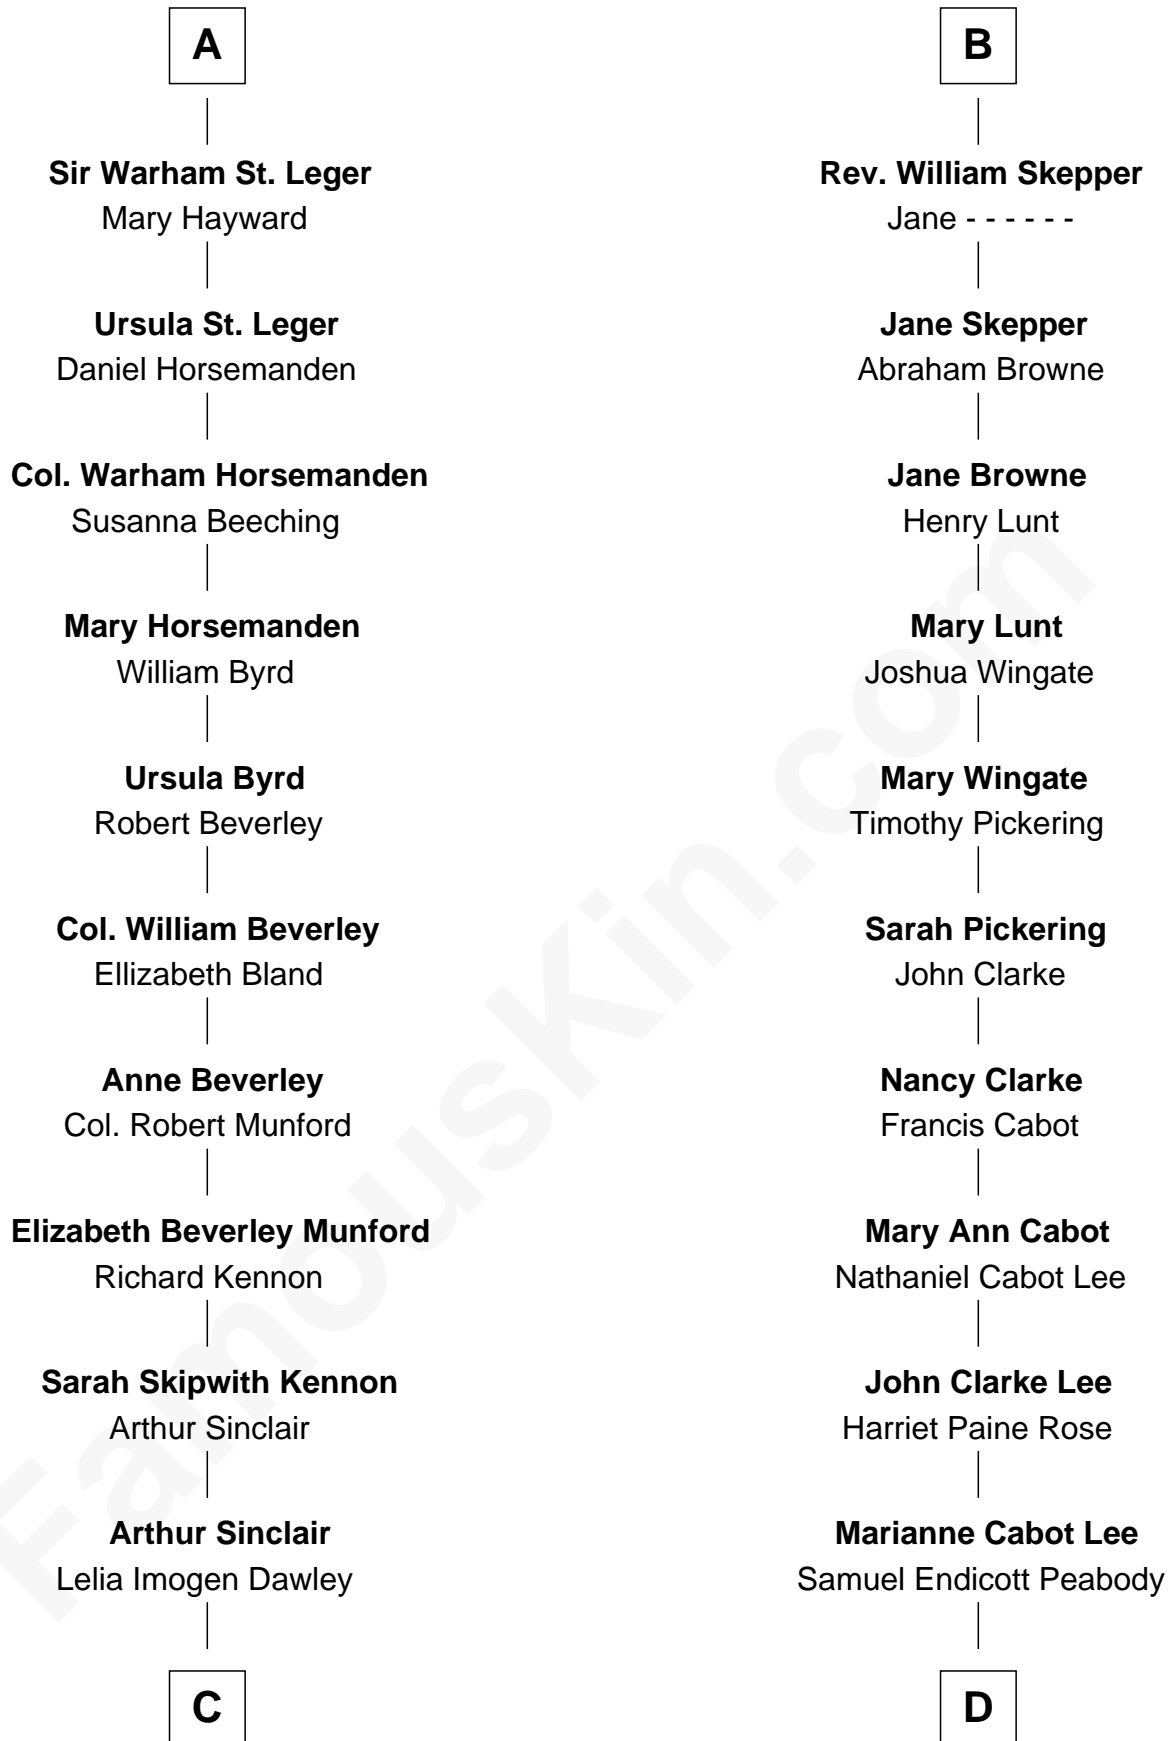 A
Sir Warham St. Leger
Mary Hayward
Ursula St. Leger
Daniel Horsemanden
Col. Warham Horsemanden
Susanna Beeching
Mary Horsemanden
William Byrd
Ursula Byrd
Robert Beverley
Col. William Beverley
Ellizabeth Bland
Anne Beverley
Col. Robert Munford
Elizabeth Beverley Munford
Richard Kennon
Sarah Skipwith Kennon
Arthur Sinclair
Arthur Sinclair
Lelia Imogen Dawley
C
B
Rev. William Skepper
Jane - - - - - -
Jane Skepper
Abraham Browne
Jane Browne
Henry Lunt
Mary Lunt
Joshua Wingate
Mary Wingate
Timothy Pickering
Sarah Pickering
John Clarke
Nancy Clarke
Francis Cabot
Mary Ann Cabot
Nathaniel Cabot Lee
John Clarke Lee
Harriet Paine Rose
Marianne Cabot Lee
Samuel Endicott Peabody
D
FamousKin.com